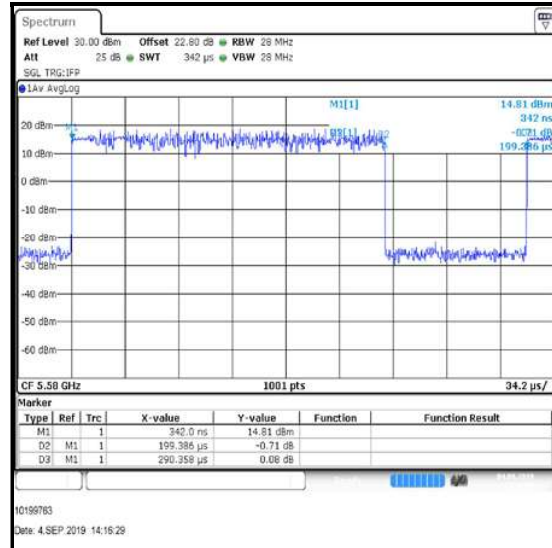 Spectrum
Ref Level 30.00 dBm Offset 22.80 dB RBW 28 MHz
Att 25 dB SWT 342 µs VBW 28 MHz
SGL TRG:IFP
1Av AvgLog
M1[1] 14.81 dBm
342 ns
-0.71 dB
199.386 µs
20 dBm
10 dBm
0 dBm
-10 dBm
-20 dBm
-30 dBm
-40 dBm
-50 dBm
-60 dBm
CF 5.58 GHz 1001 pts 34.2 µs/
Marker
Type Ref Trc X-value Y-value Function Function Result
M1 1 342.0 ns 14.81 dBm
D2 M1 1 199.386 µs -0.71 dB
D3 M1 1 290.358 µs 0.08 dB
10199763
Date: 4.SEP.2019 14:16:29